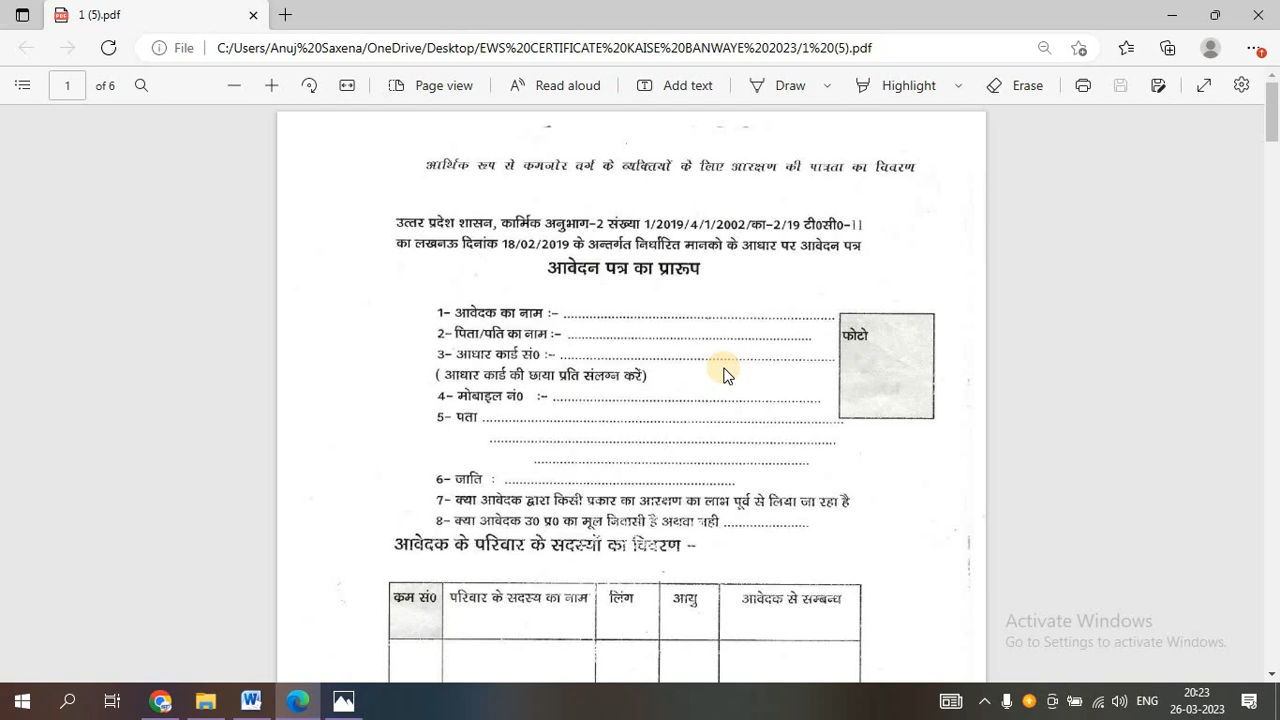 1 (5).pdf
File C:/Users/Anuj%20Saxena/OneDrive/Desktop/EWS%20CERTIFICATE%20KAISE%20BANWAYE%202023/1%20(5).pdf
1 of 6 Page view Read aloud Add text Draw Highlight Erase
आर्थिक रूप से कमजोर वर्ग के व्यक्तियों के लिए आरक्षण की पात्रता का विवरण
उत्तर प्रदेश शासन, कार्मिक अनुभाग-2 संख्या 1/2019/4/1/2002/का-2/19 टी0सी0-11
का लखनऊ दिनांक 18/02/2019 के अन्तर्गत निर्धारित मानको के आधार पर आवेदन पत्र
आवेदन पत्र का प्रारूप
1- आवेदक का नाम :- ........................................
फोटो
2- पिता/पति का नाम :- ........................................
3- आधार कार्ड सं0 :- ........................................
( आधार कार्ड की छाया प्रति संलग्न करें)
4- मोबाइल नं0 :- ........................................
5- पता ........................................
........................................
........................................
6- जाति : ........................................
7- क्या आवेदक द्वारा किसी प्रकार का आरक्षण का लाभ पूर्व से लिया जा रहा है
8- क्या आवेदक उ0 प्र0 का मूल निवासी है अथवा नही ....................
आवेदक के परिवार के सदस्यों का विवरण –
कम सं0 परिवार के सदस्य का नाम लिंग आयु आवेदक से सम्बन्ध
Activate Windows
Go to Settings to activate Windows.
ENG
20:23
26-03-2023